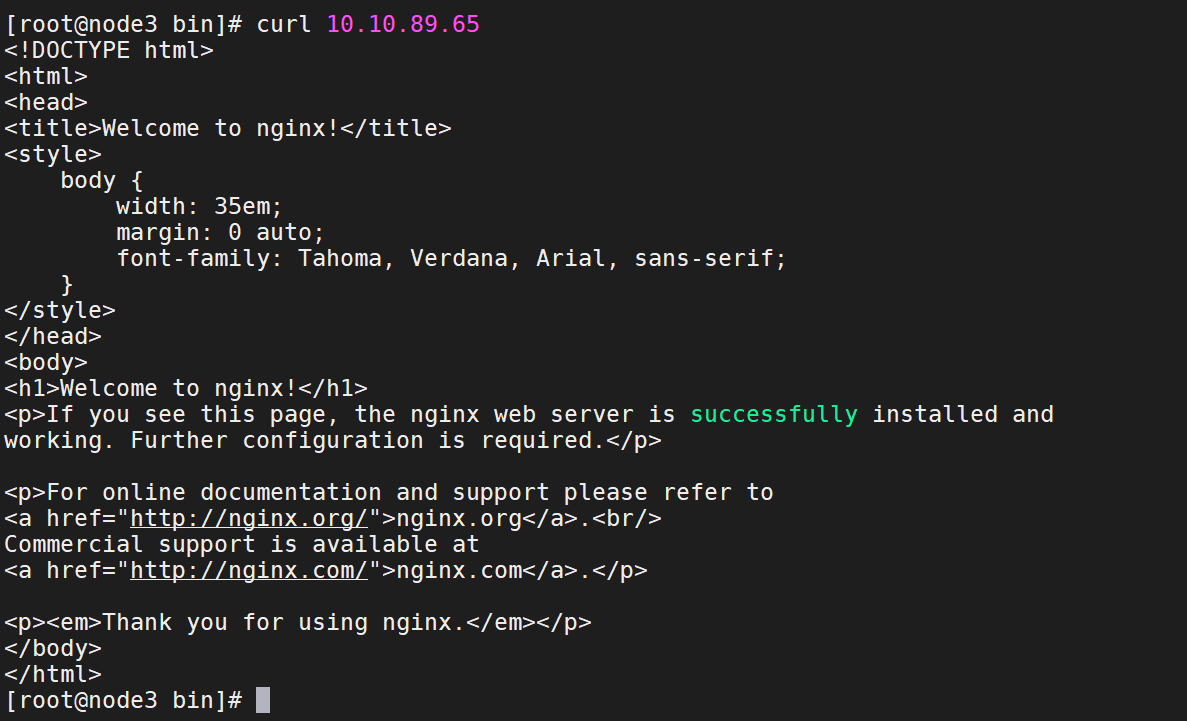 [root@node3 bin]# curl 10.10.89.65
<!DOCTYPE html>
<html>
<head>
<title>Welcome to nginx!</title>
<style>
    body {
        width: 35em;
        margin: 0 auto;
        font-family: Tahoma, Verdana, Arial, sans-serif;
    }
</style>
</head>
<body>
<h1>Welcome to nginx!</h1>
<p>If you see this page, the nginx web server is successfully installed and
working. Further configuration is required.</p>

<p>For online documentation and support please refer to
<a href="http://nginx.org/">nginx.org</a>.<br/>
Commercial support is available at
<a href="http://nginx.com/">nginx.com</a>.</p>

<p><em>Thank you for using nginx.</em></p>
</body>
</html>
[root@node3 bin]#